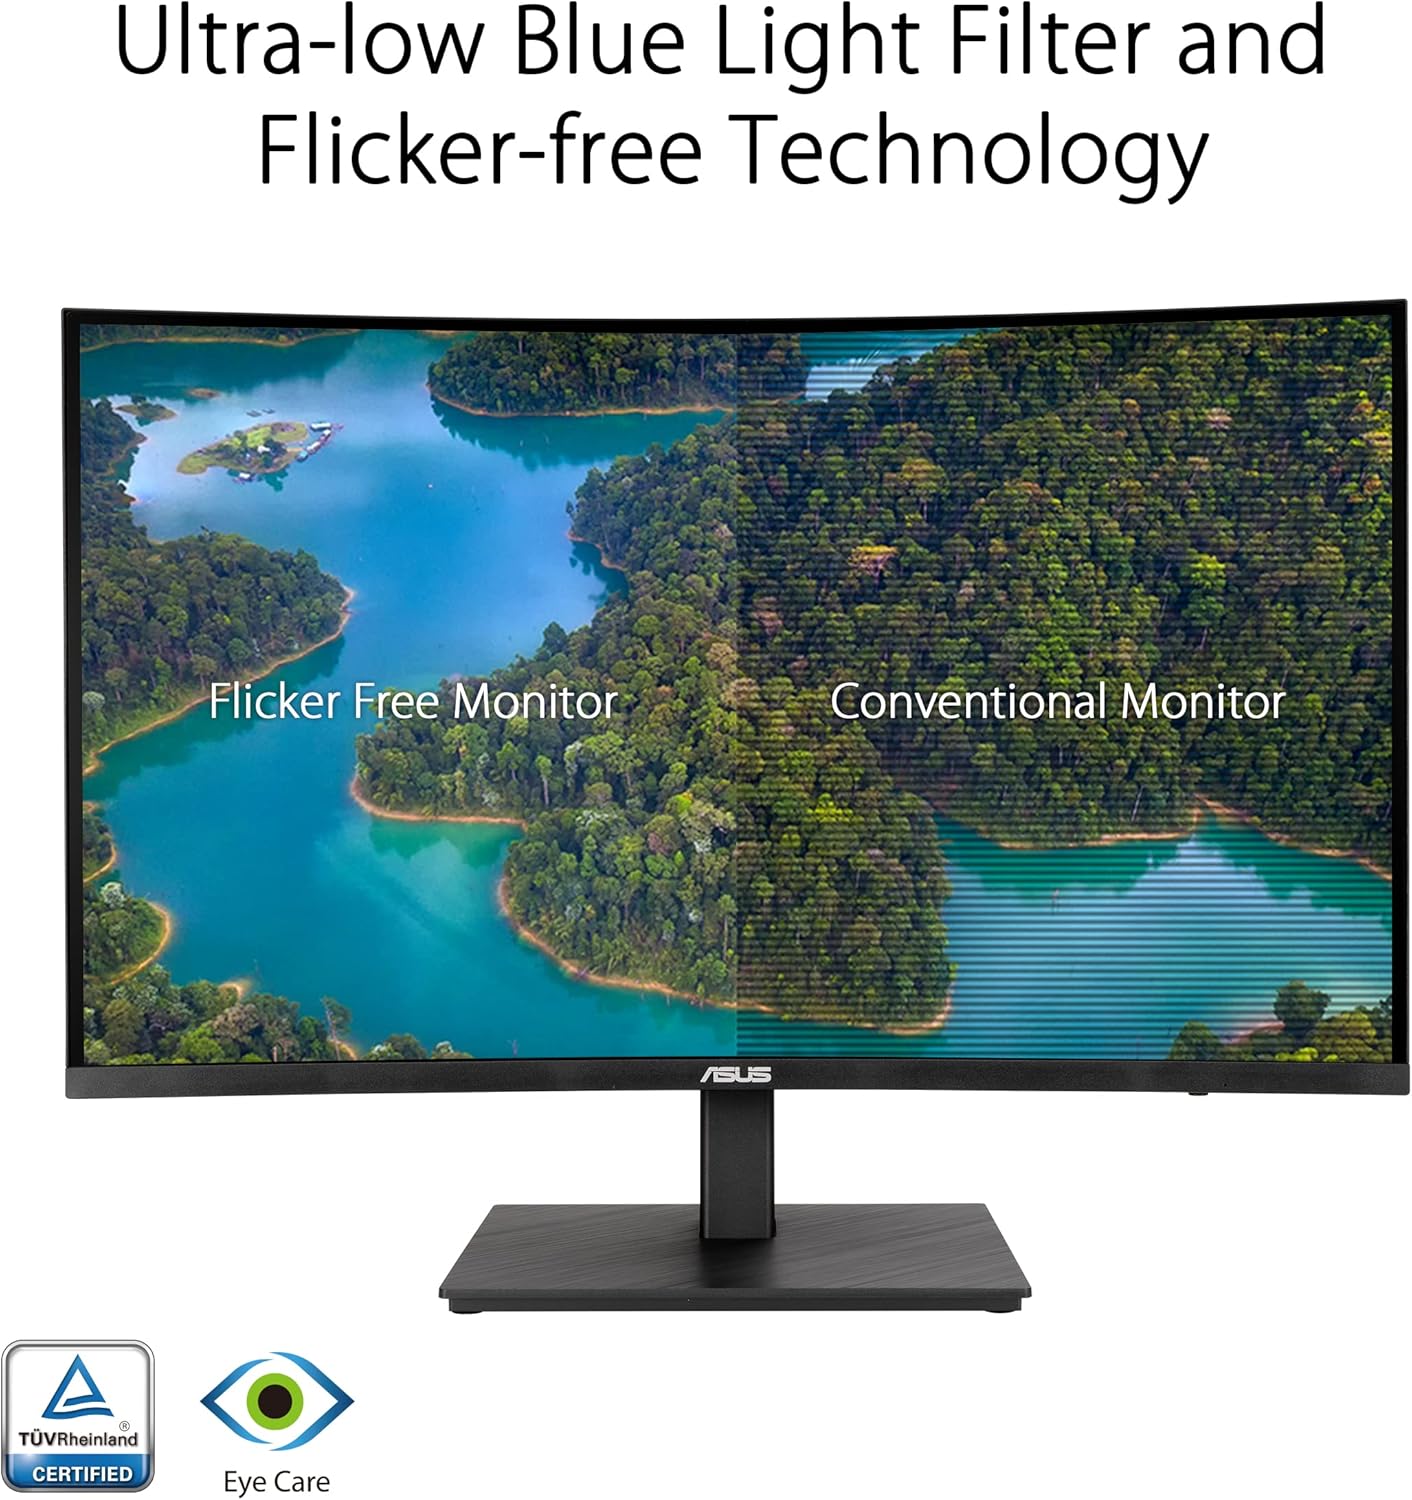 Ultra-low Blue Light Filter and
Flicker-free Technology
Flicker Free Monitor
Conventional Monitor
ASUS
TÜVRheinland®
CERTIFIED
Eye Care